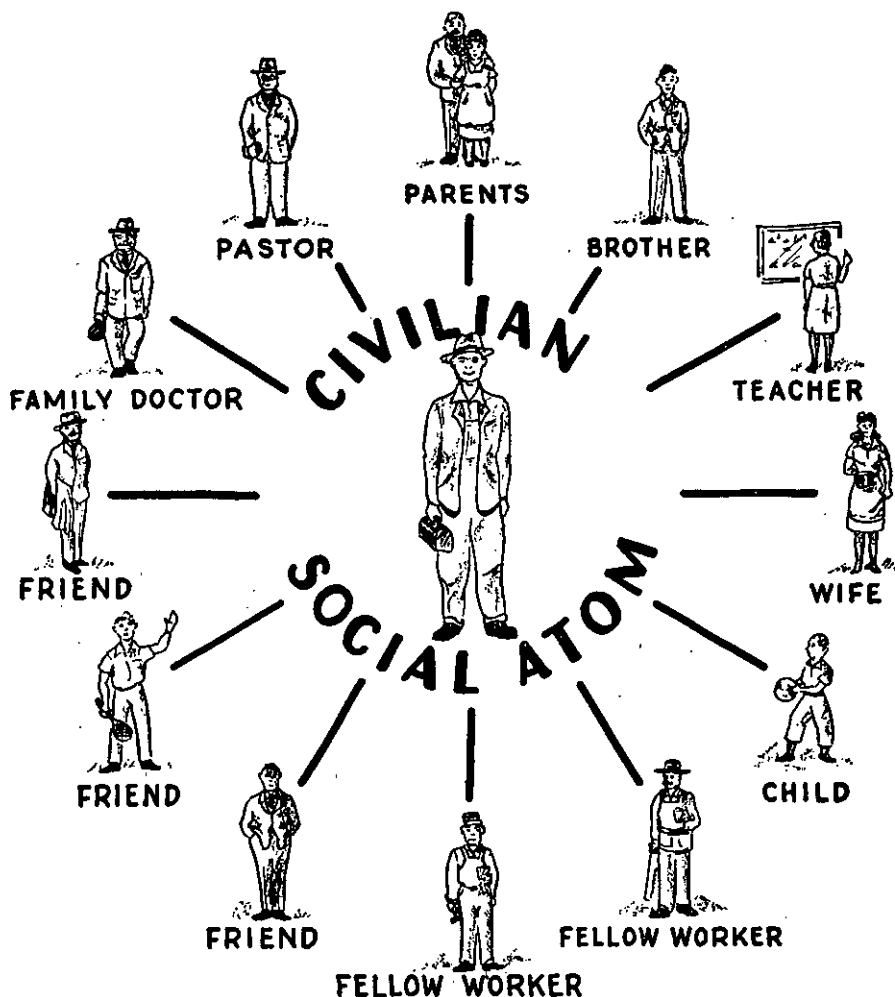 PARENTS
PASTOR
BROTHER
FAMILY DOCTOR
TEACHER
CIVILIAN
SOCIAL ATOM
FRIEND
WIFE
FRIEND
CHILD
FRIEND
FELLOW WORKER
FELLOW WORKER